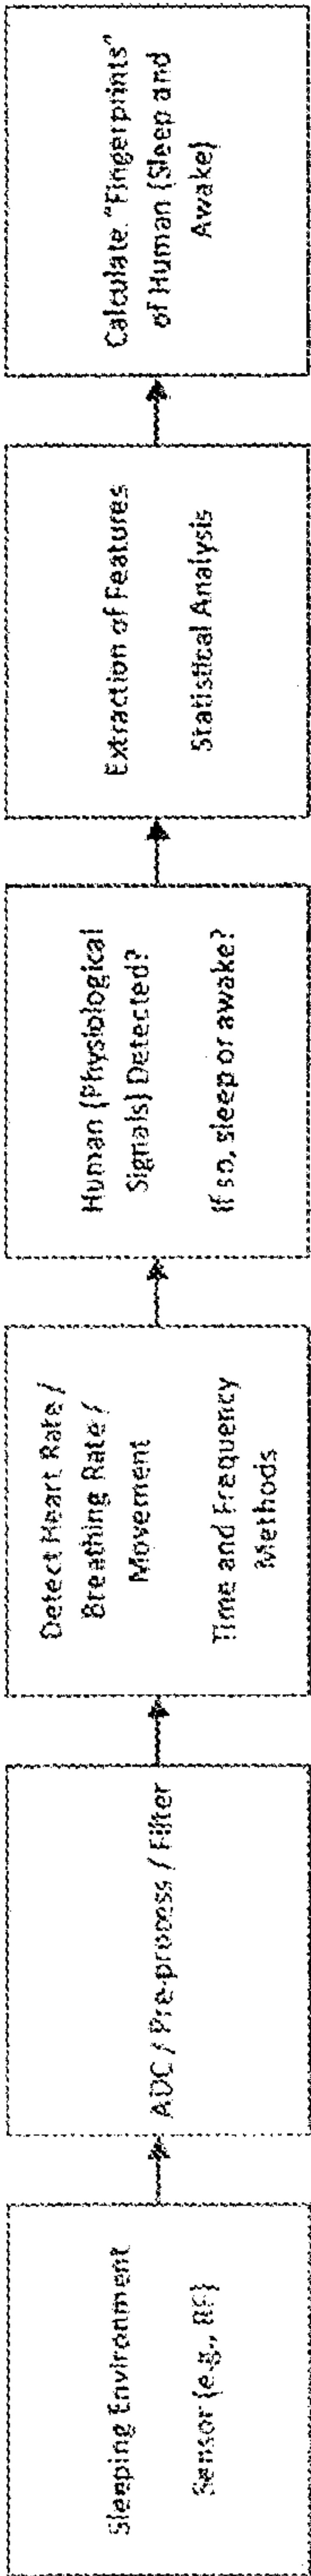 Sleeping Environment
Sensor (e.g., RF)
ADC / Pre-process / Filter
Detect Heart Rate /
Breathing Rate /
Movement
Time and Frequency
Methods
Human (Physiological
Signals) Detected?
If so, sleep or awake?
Extraction of Features
Statistical Analysis
Calculate "Fingerprints"
of Human (Sleep and
Awake)